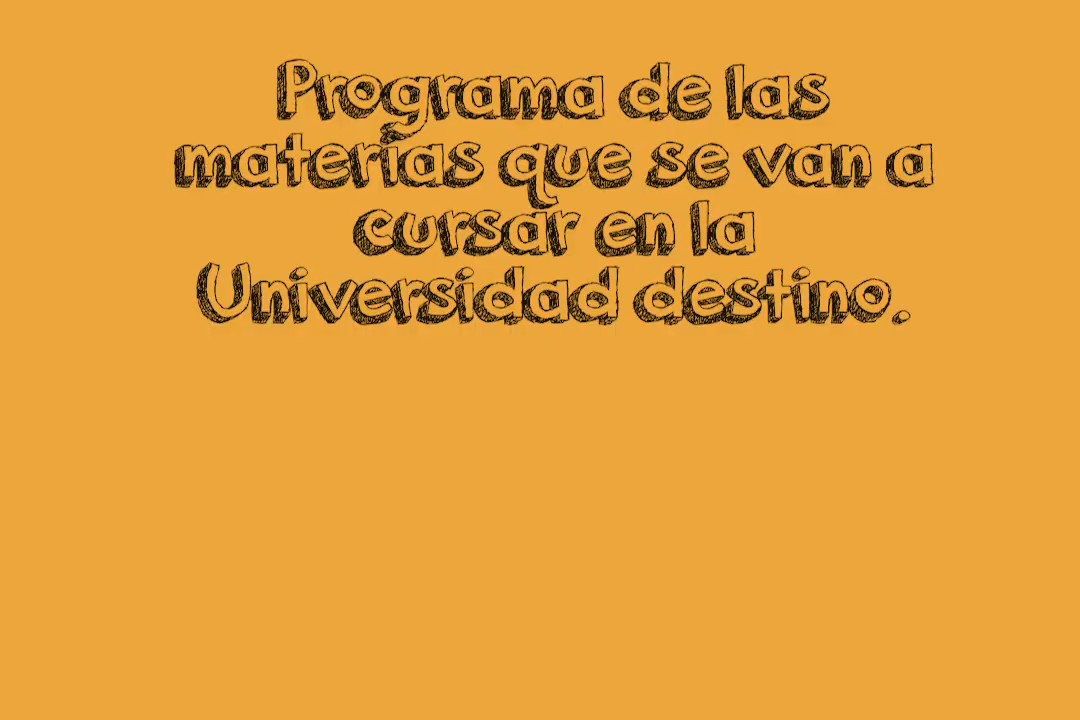 Programa de las
materias que se van a
cursar en la
Universidad destino.